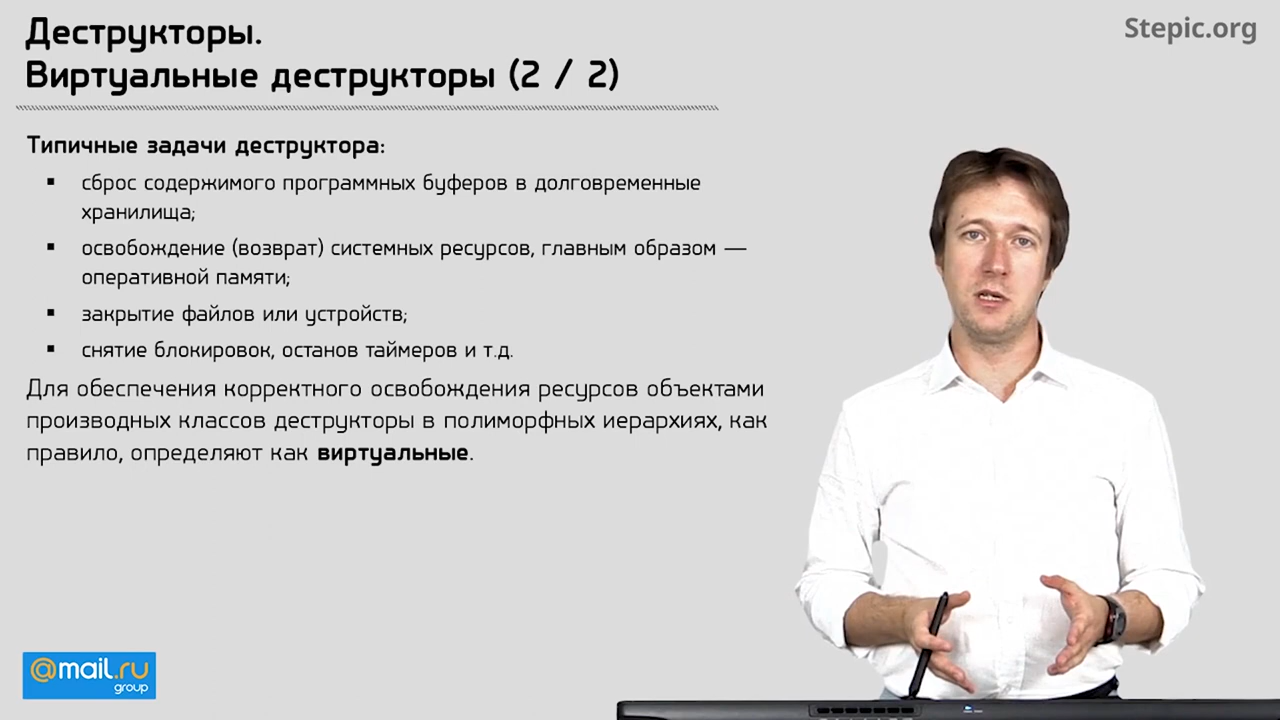 Деструкторы.
Виртуальные деструкторы (2 / 2)
Stepic.org
Типичные задачи деструктора:
▪ сброс содержимого программных буферов в долговременные
хранилища;
▪ освобождение (возврат) системных ресурсов, главным образом —
оперативной памяти;
▪ закрытие файлов или устройств;
▪ снятие блокировок, останов таймеров и т.д.
Для обеспечения корректного освобождения ресурсов объектами
производных классов деструкторы в полиморфных иерархиях, как
правило, определяют как виртуальные.
@mail.ru
group